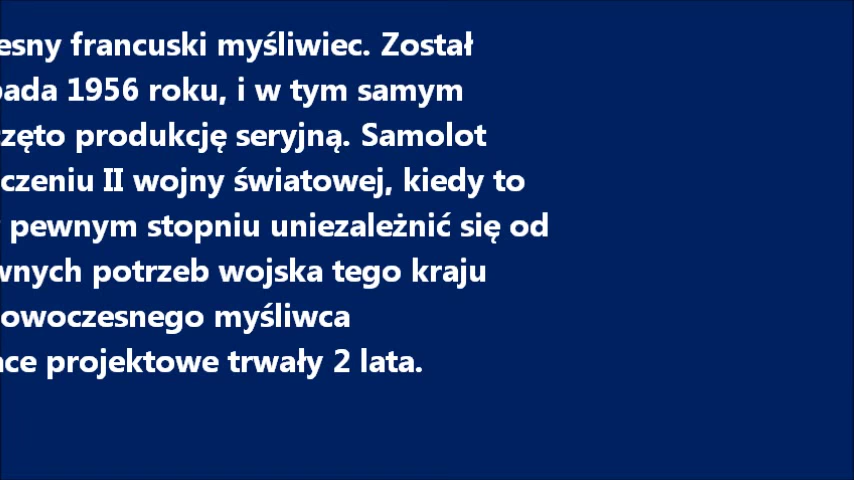 esny francuski myśliwiec. Został
pada 1956 roku, i w tym samym
zęto produkcję seryjną. Samolot
czeniu II wojny światowej, kiedy to
pewnym stopniu uniezależnić się od
wnych potrzeb wojska tego kraju
owoczesnego myśliwca
ace projektowe trwały 2 lata.